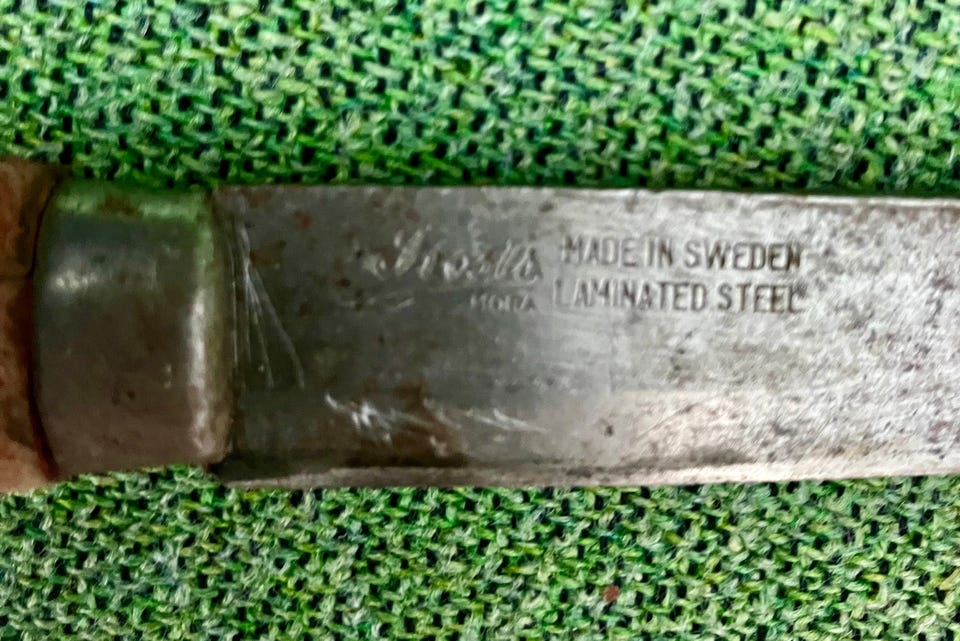 Frosts MADE IN SWEDEN
MORA LAMINATED STEEL